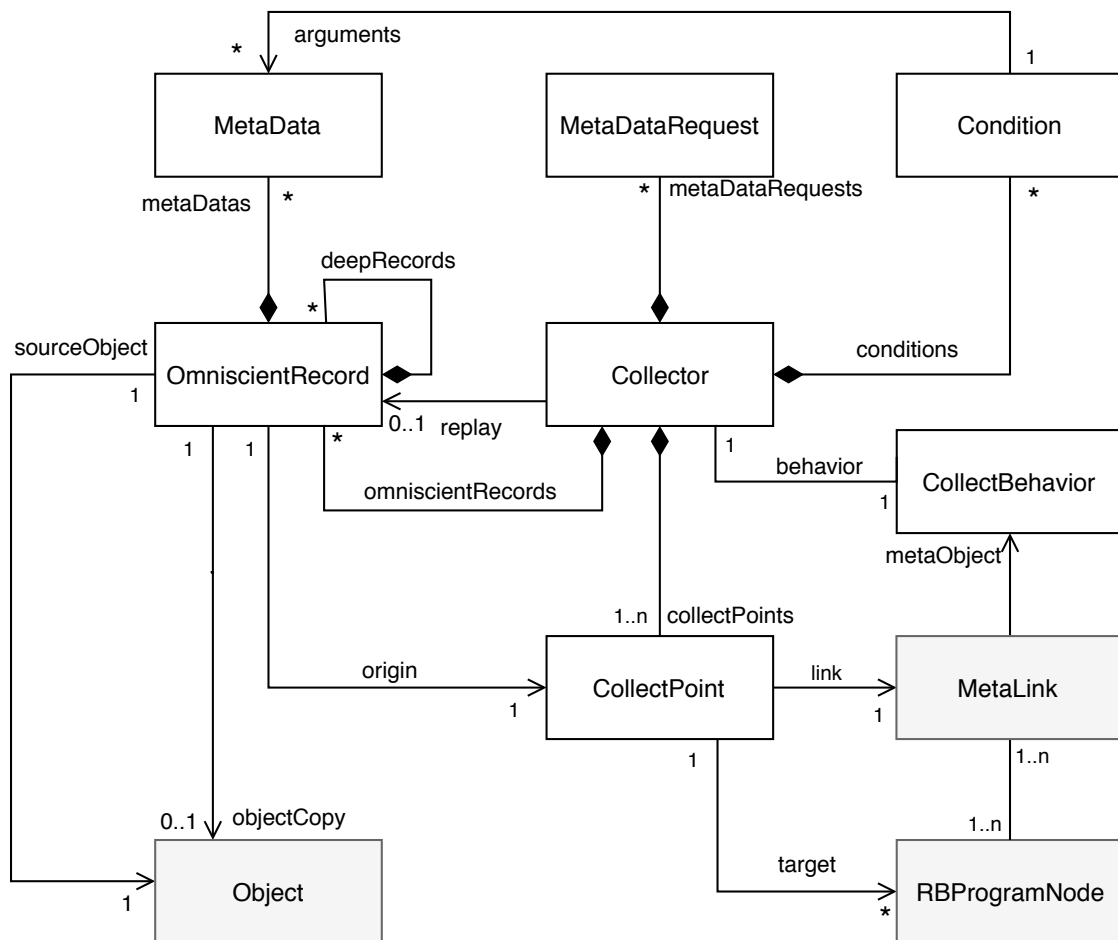 arguments
*
1
MetaData
MetaDataRequest
Condition
metaDatas
*
*
metaDataRequests
*
deepRecords
*
sourceObject
1
OmniscientRecord
Collector
conditions
0..1
replay
1
1
*
1
behavior
omniscientRecords
1
CollectBehavior
metaObject
1..n
collectPoints
origin
1
CollectPoint
link
1
MetaLink
1
1..n
0..1
objectCopy
1..n
target
*
1
Object
RBProgramNode